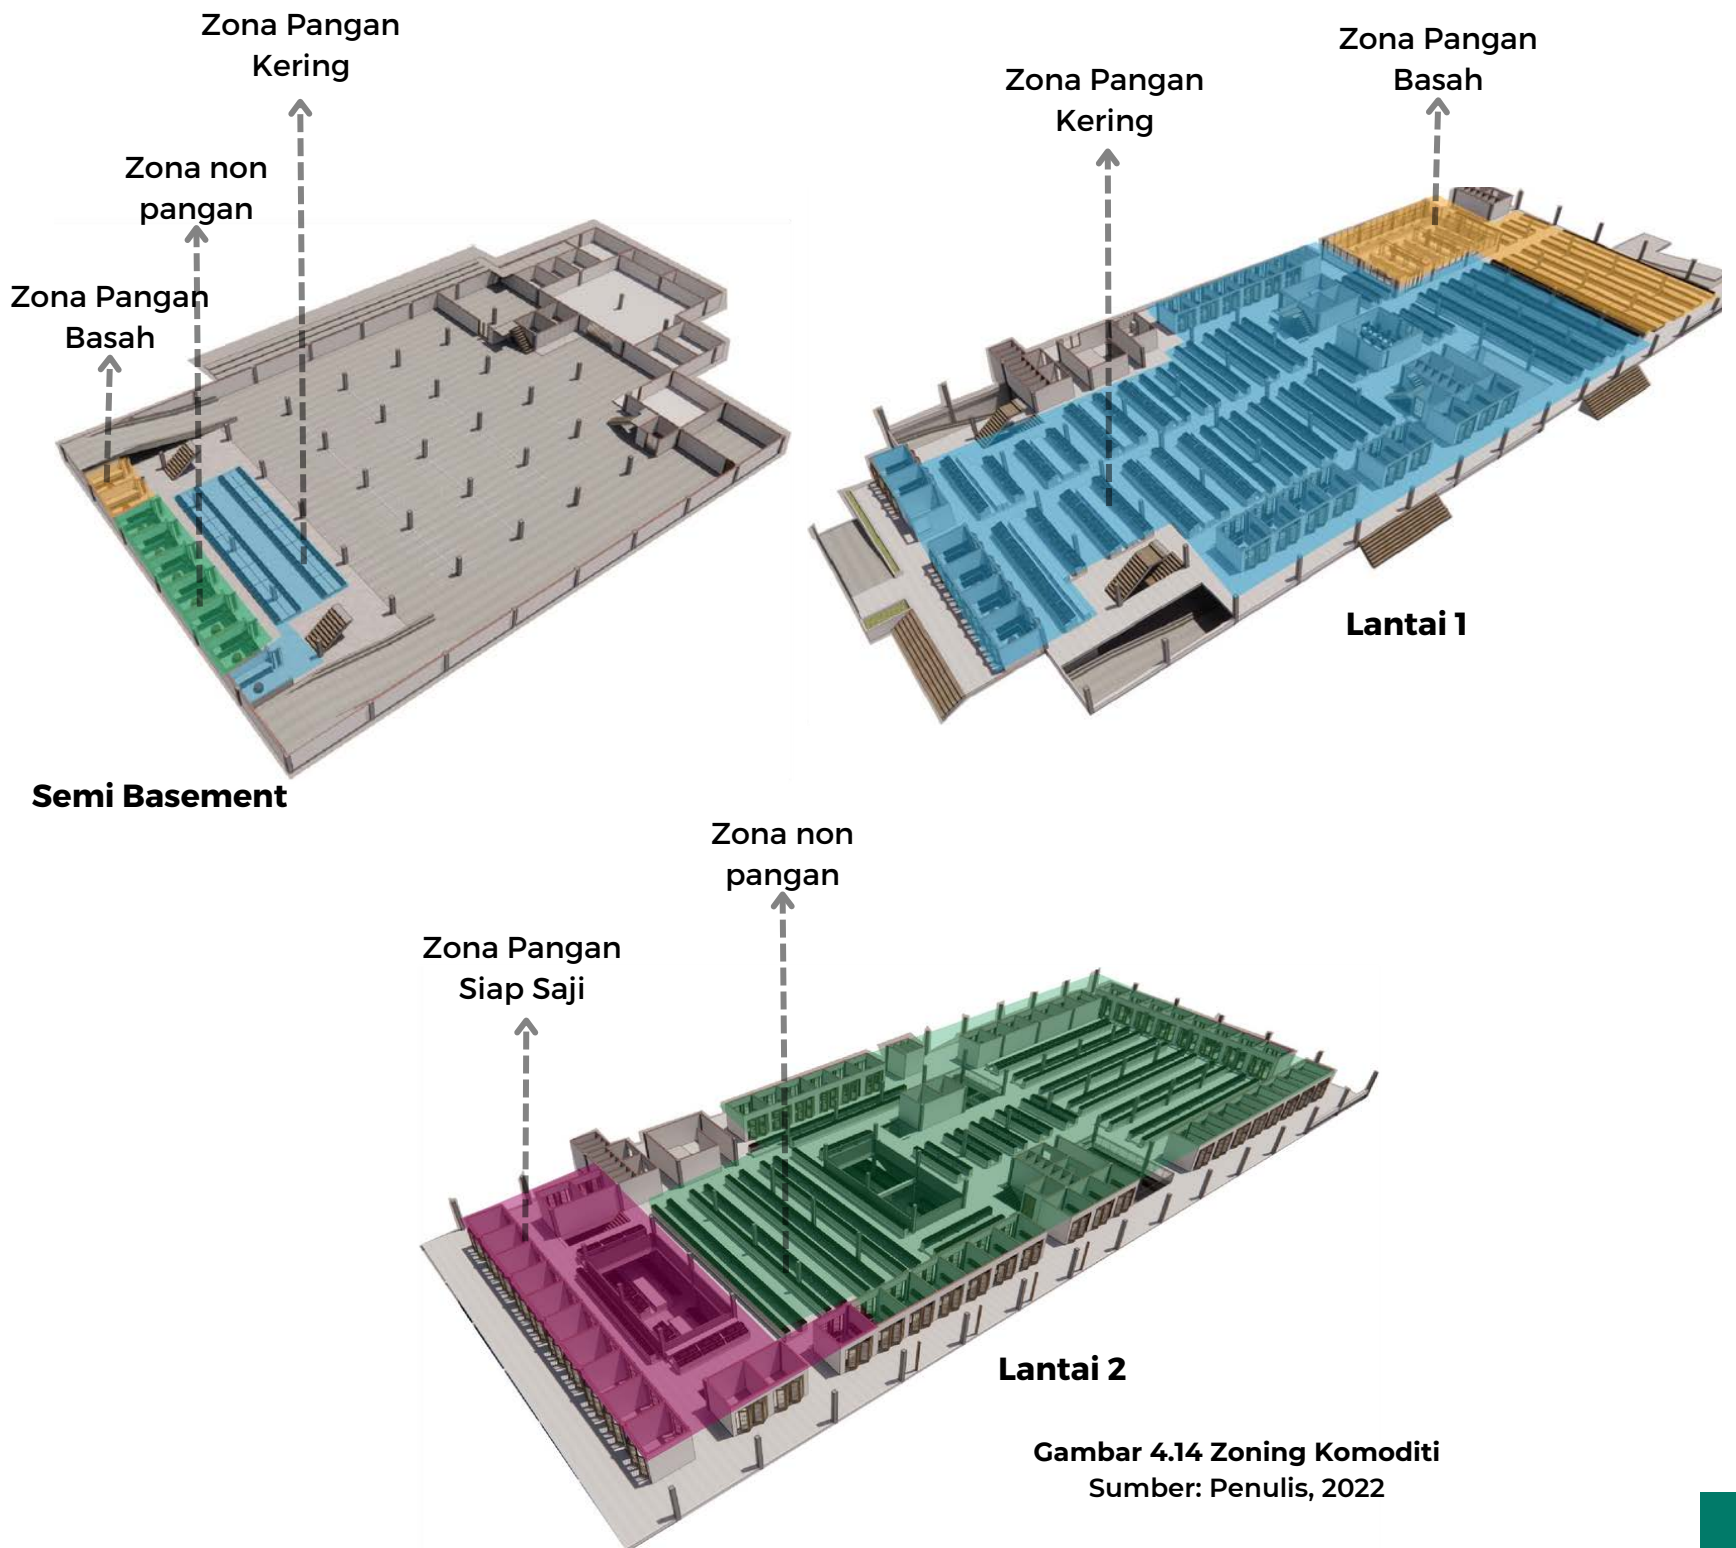 Zona Pangan
Kering
Zona non
pangan
Zona Pangan
Basah
Semi Basement
Zona Pangan
Kering
Zona Pangan
Basah
Lantai 1
Zona non
pangan
Zona Pangan
Siap Saji
Lantai 2
Gambar 4.14 Zoning Komoditi
Sumber: Penulis, 2022